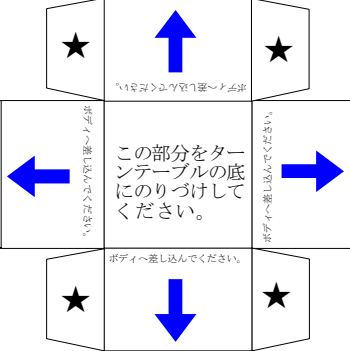 ボディへ差し込んでください。
ボディへ差し込んでください。
この部分をター
ンテーブルの底
にのりづけして
ください。
ボディへ差し込んでください。
ボディへ差し込んでください。